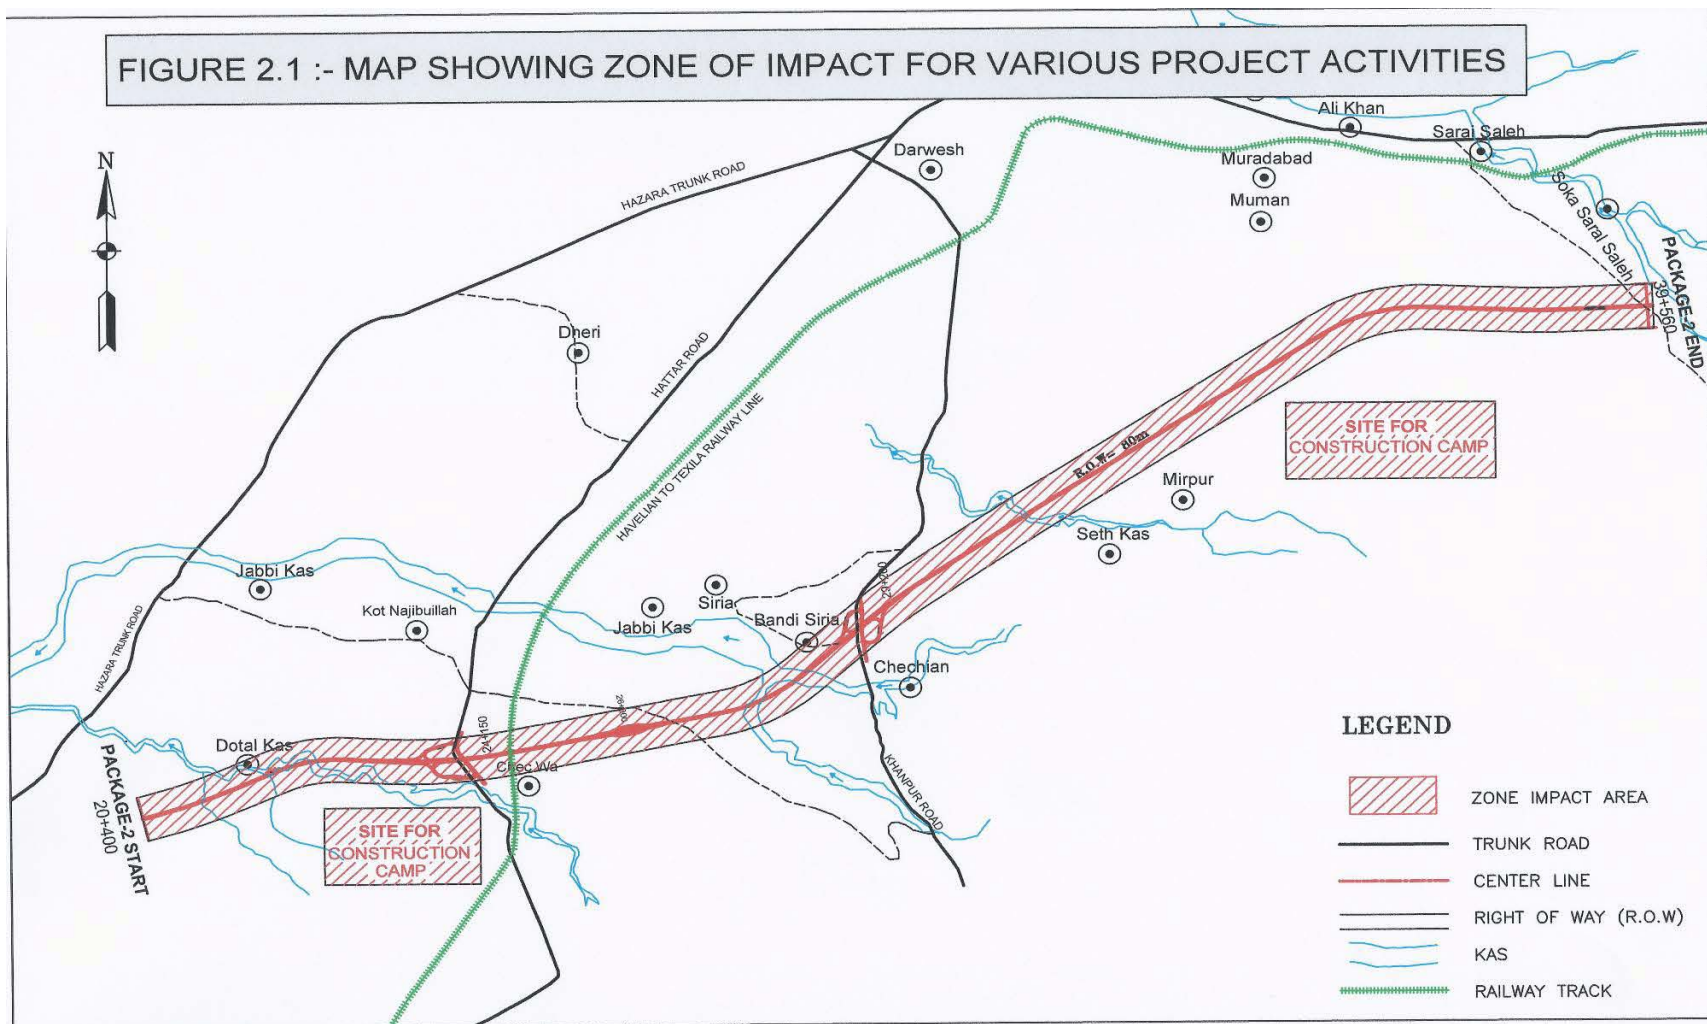 FIGURE 2.1 :- MAP SHOWING ZONE OF IMPACT FOR VARIOUS PROJECT ACTIVITIES
N
Ali Khan
Sarai Saleh
Darwesh
Muradabad
Muman
HAZARA TRUNK ROAD
Soka Saral Saleh
PACKAGE-2 END
39+560
Dheri
HATTAR ROAD
HAVELIAN TO TEXILA RAILWAY LINE
SITE FOR
CONSTRUCTION CAMP
R.O.W= 80m
Mirpur
Seth Kas
Jabbi Kas
Kot Najibuillah
Siria
Jabbi Kas
Bandi Siria
Chechian
HAZARA TRUNK ROAD
24+150
Dotal Kas
Chec Wa
KHANPUR ROAD
PACKAGE-2 START
20+400
SITE FOR
CONSTRUCTION
CAMP
LEGEND
ZONE IMPACT AREA
TRUNK ROAD
CENTER LINE
RIGHT OF WAY (R.O.W)
KAS
RAILWAY TRACK